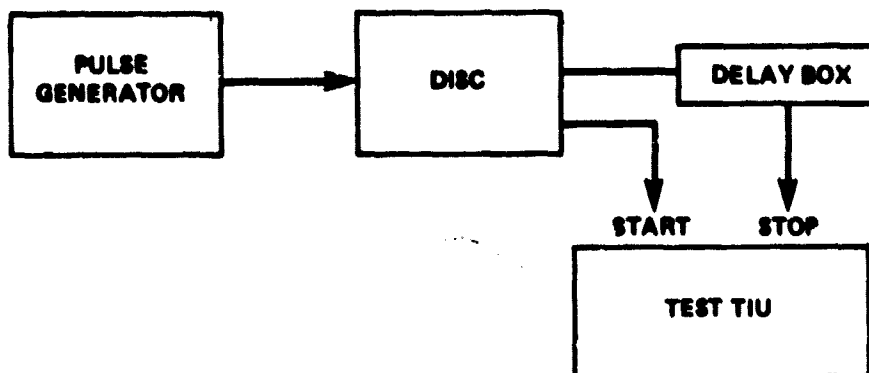 PULSE
GENERATOR
DISC
DELAY BOX
START
STOP
TEST TIU